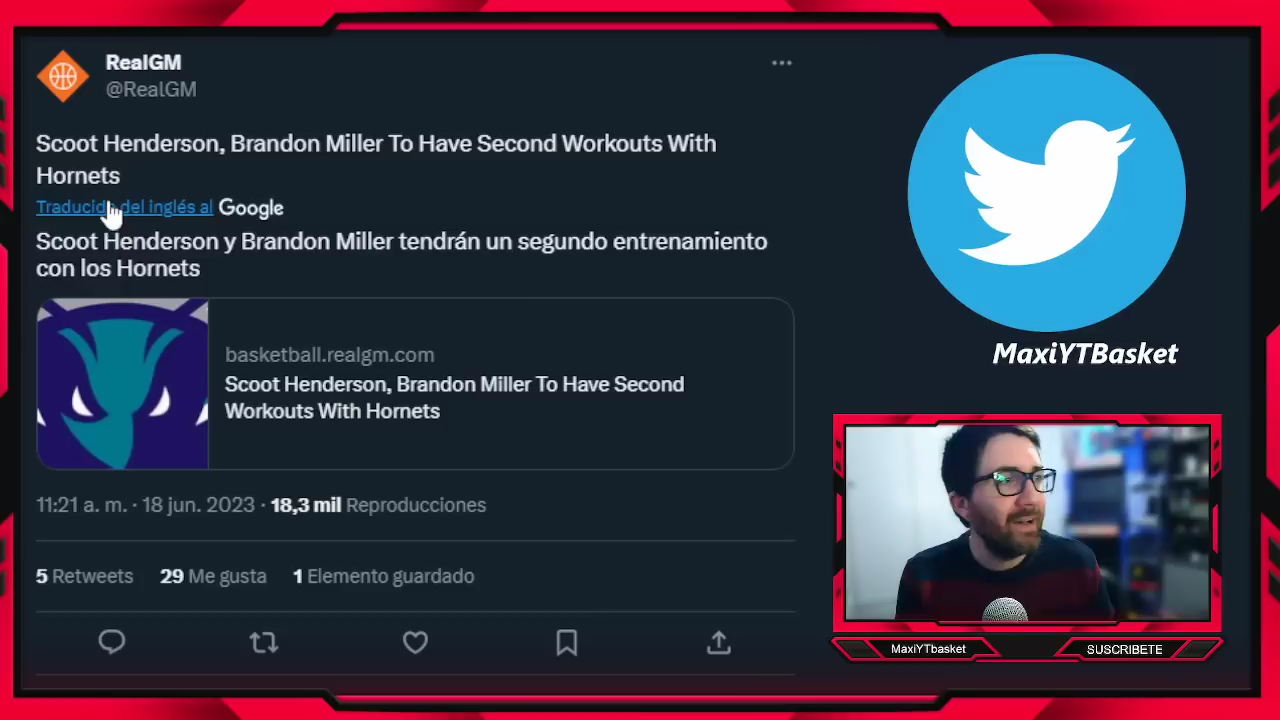 RealGM
@RealGM
Scoot Henderson, Brandon Miller To Have Second Workouts With
Hornets
Traducido del inglés al Google
Scoot Henderson y Brandon Miller tendrán un segundo entrenamiento
con los Hornets
basketball.realgm.com
Scoot Henderson, Brandon Miller To Have Second
Workouts With Hornets
11:21 a. m. · 18 jun. 2023 · 18,3 mil Reproducciones
5 Retweets 29 Me gusta 1 Elemento guardado
MaxiYTBasket
MaxiYTbasket
SUSCRIBETE